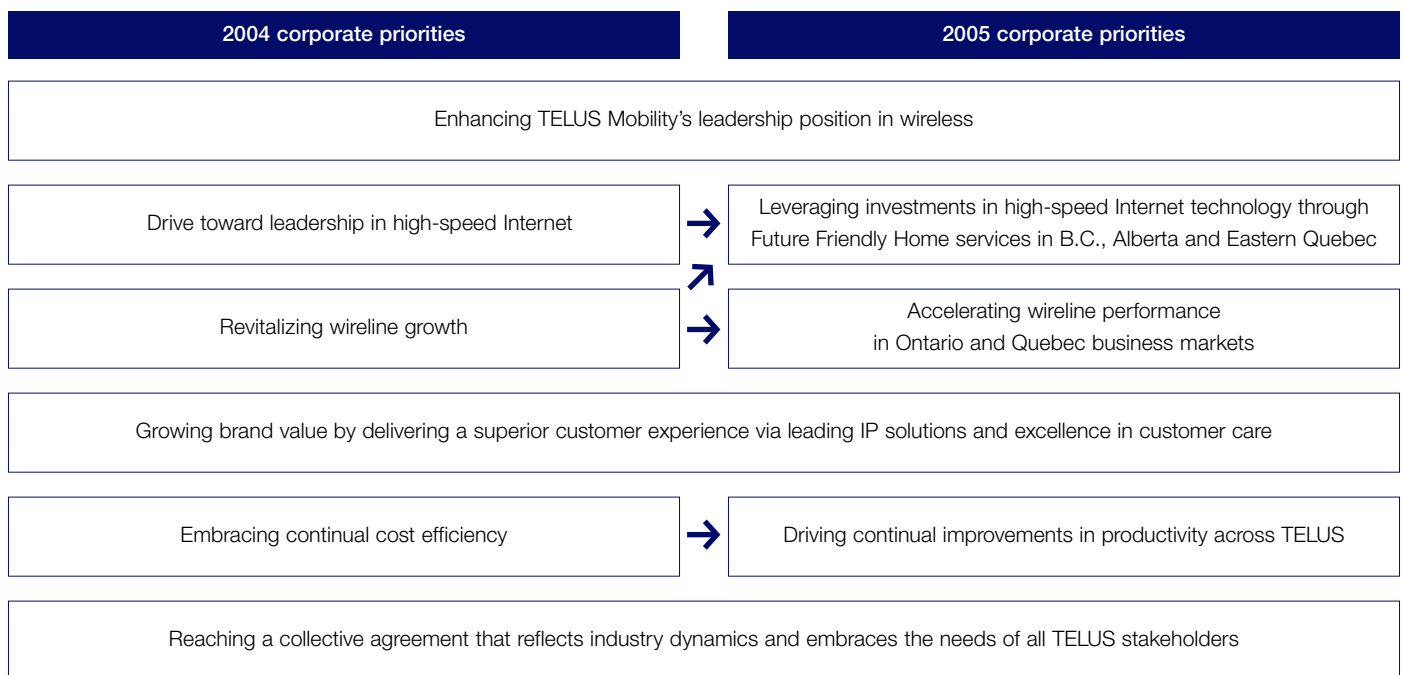 2004 corporate priorities
2005 corporate priorities
Enhancing TELUS Mobility’s leadership position in wireless
Drive toward leadership in high-speed Internet
Leveraging investments in high-speed Internet technology through
Future Friendly Home services in B.C., Alberta and Eastern Quebec
Revitalizing wireline growth
Accelerating wireline performance
in Ontario and Quebec business markets
Growing brand value by delivering a superior customer experience via leading IP solutions and excellence in customer care
Embracing continual cost efficiency
Driving continual improvements in productivity across TELUS
Reaching a collective agreement that reflects industry dynamics and embraces the needs of all TELUS stakeholders